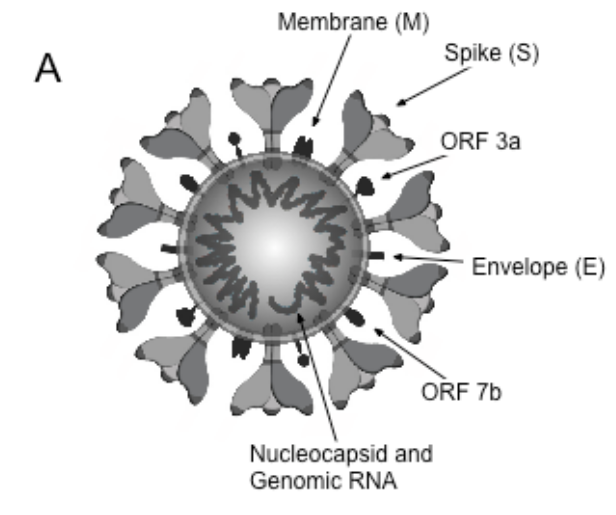 A
Membrane (M)
Spike (S)
ORF 3a
Envelope (E)
ORF 7b
Nucleocapsid and
Genomic RNA